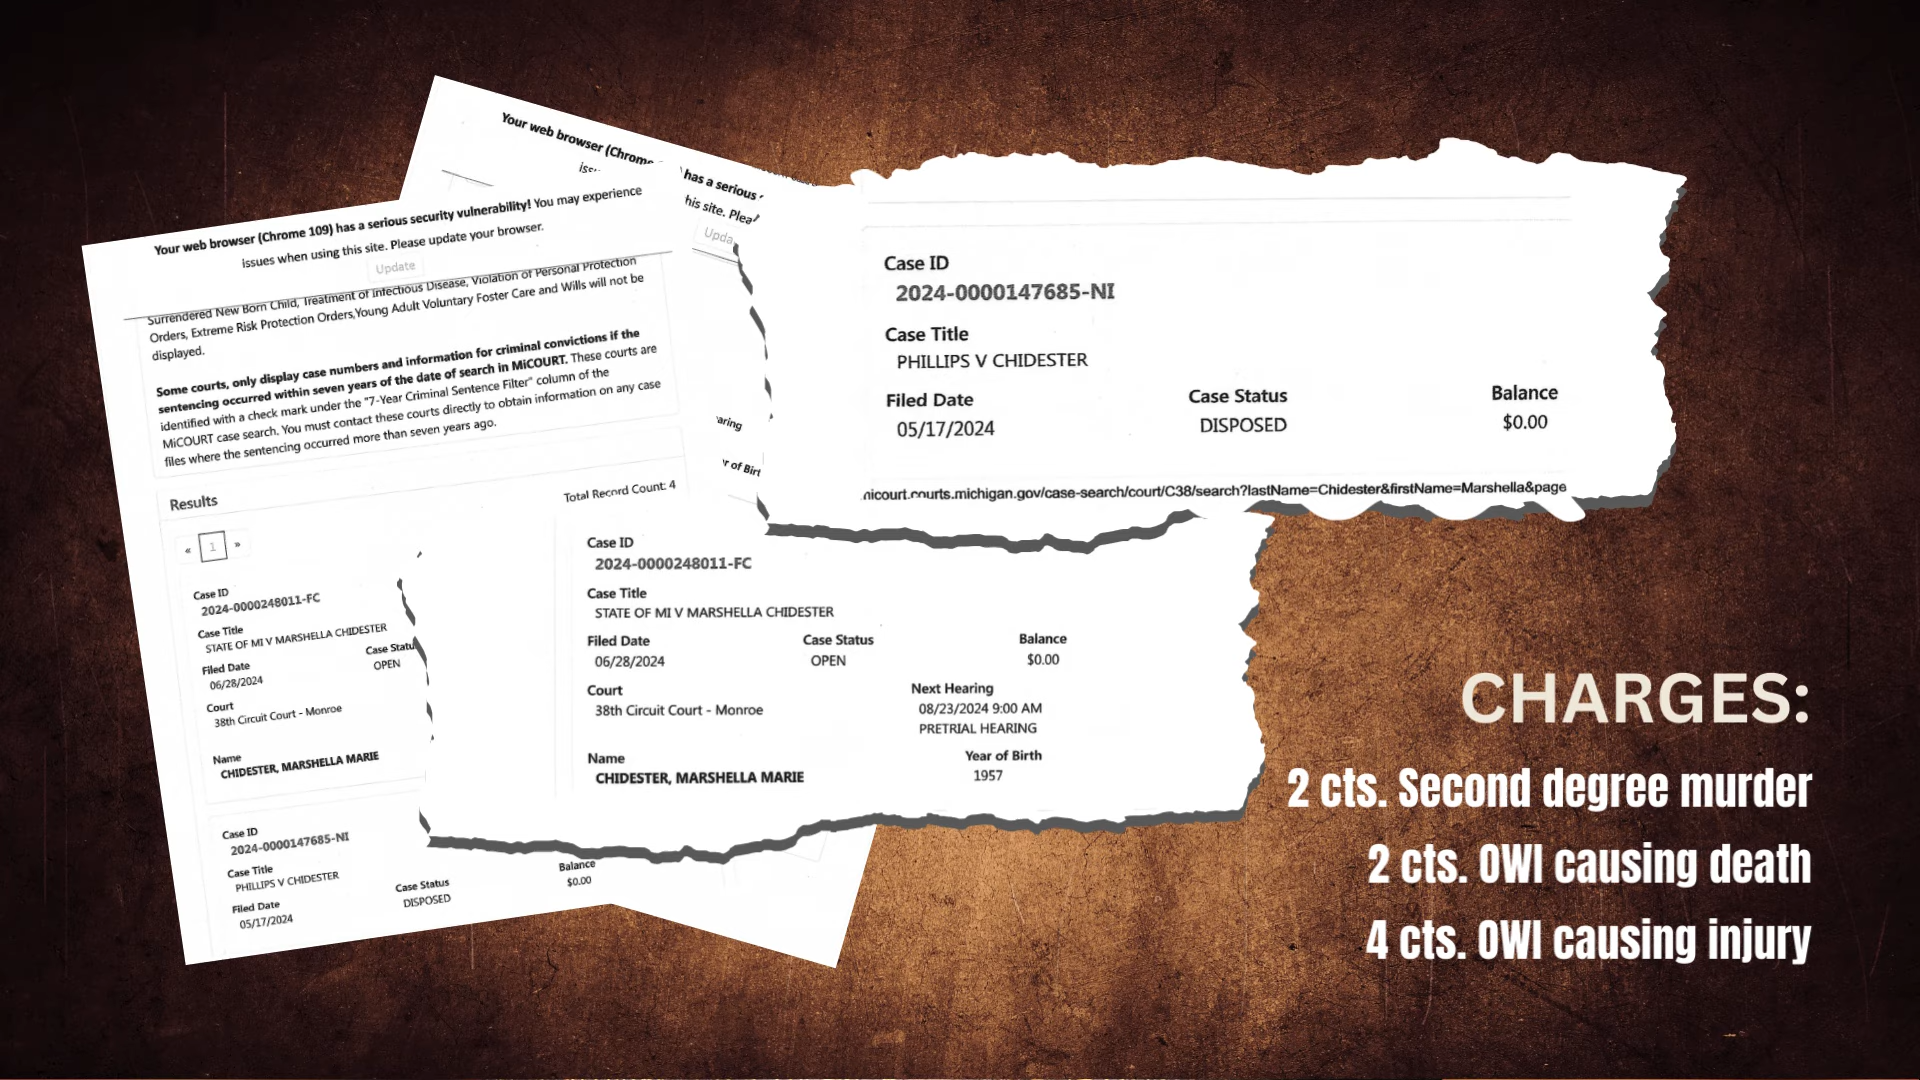 Your web browser (Chrome
has a serious
his site. Plea
Upda
Your web browser (Chrome 109) has a serious security vulnerability! You may experience
issues when using this site. Please update your browser.
Update
Surrendered New Born Child, Treatment of Infectious Disease, Violation of Personal Protection
Orders, Extreme Risk Protection Orders,Young Adult Voluntary Foster Care and Wills will not be
displayed.
Some courts, only display case numbers and information for criminal convictions if the
sentencing occurred within seven years of the date of search in MiCOURT. These courts are
identified with a check mark under the "7-Year Criminal Sentence Filter" column of the
MiCOURT case search. You must contact these courts directly to obtain information on any case
files where the sentencing occurred more than seven years ago.
Results
Total Record Count: 4
« 1 »
Case ID
2024-0000248011-FC
Case Title
STATE OF MI V MARSHELLA CHIDESTER
Filed Date Case Statu
06/28/2024 OPEN
Court
38th Circuit Court - Monroe
Name
CHIDESTER, MARSHELLA MARIE
Case ID
2024-0000147685-NI
Case Title
PHILLIPS V CHIDESTER
Filed Date Case Status Balance
05/17/2024 DISPOSED $0.00
aring
r of Birt
Case ID
2024-0000147685-NI
Case Title
PHILLIPS V CHIDESTER
Filed Date Case Status Balance
05/17/2024 DISPOSED $0.00
nicourt.courts.michigan.gov/case-search/court/C38/search?lastName=Chidester&firstName=Marshella&page
Case ID
2024-0000248011-FC
Case Title
STATE OF MI V MARSHELLA CHIDESTER
Filed Date Case Status Balance
06/28/2024 OPEN $0.00
Court Next Hearing
38th Circuit Court - Monroe 08/23/2024 9:00 AM
PRETRIAL HEARING
Name Year of Birth
CHIDESTER, MARSHELLA MARIE 1957
CHARGES:
2 cts. Second degree murder
2 cts. OWI causing death
4 cts. OWI causing injury